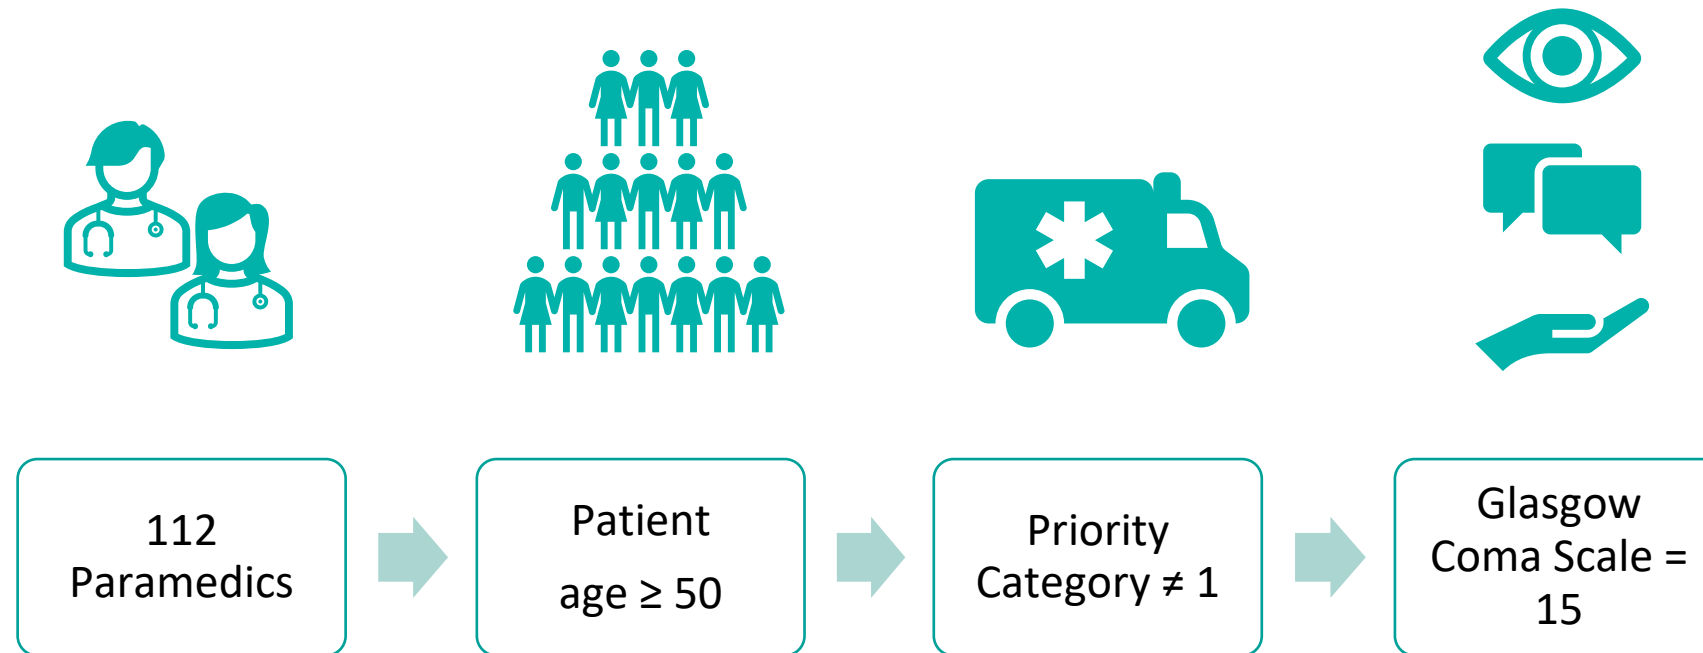 112
Paramedics
Patient
age ≥ 50
Priority
Category ≠ 1
Glasgow
Coma Scale =
15